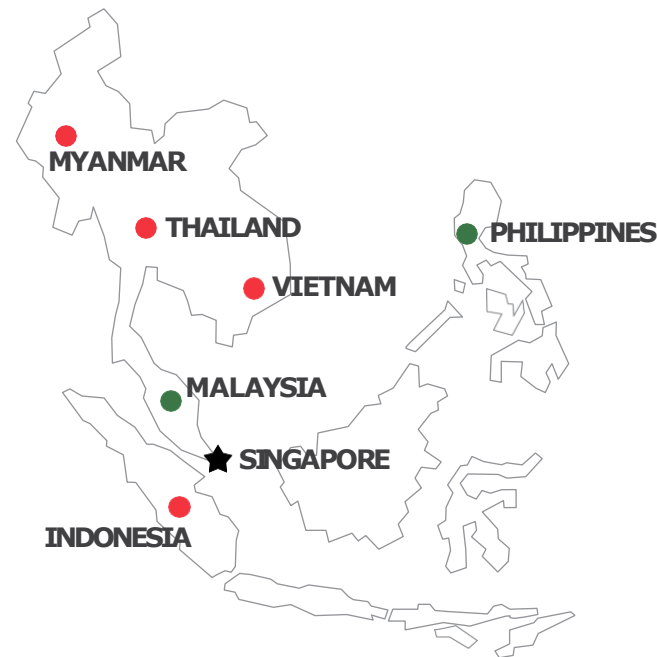 MYANMAR
THAILAND
PHILIPPINES
VIETNAM
MALAYSIA
SINGAPORE
INDONESIA